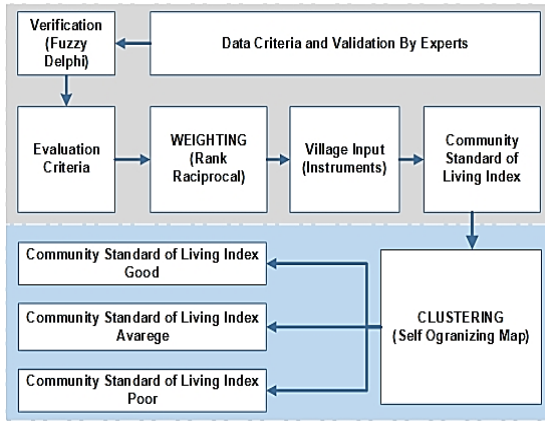 Verification
(Fuzzy
Delphi)
Data Criteria and Validation By Experts
Evaluation
Criteria
WEIGHTING
(Rank
Raciprocal)
Village Input
(Instruments)
Community
Standard of
Living Index
Community Standard of Living Index
Good
Community Standard of Living Index
Avarege
Community Standard of Living Index
Poor
CLUSTERING
(Self Ogranizing Map)